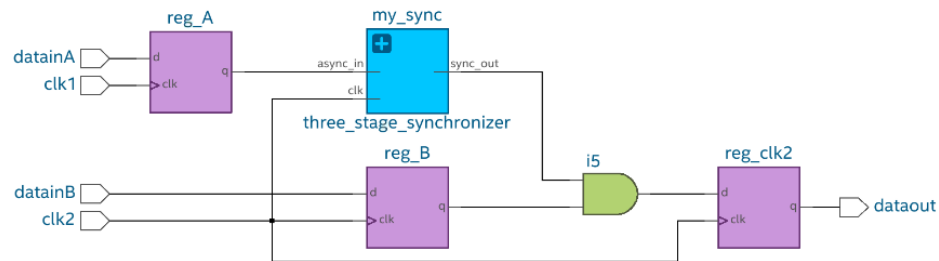 reg_A
my_sync
datainA
d
q
async_in
sync_out
clk1
clk
clk
three_stage_synchronizer
reg_B
i5
reg_clk2
datainB
d
d
q
q
dataout
clk2
clk
clk